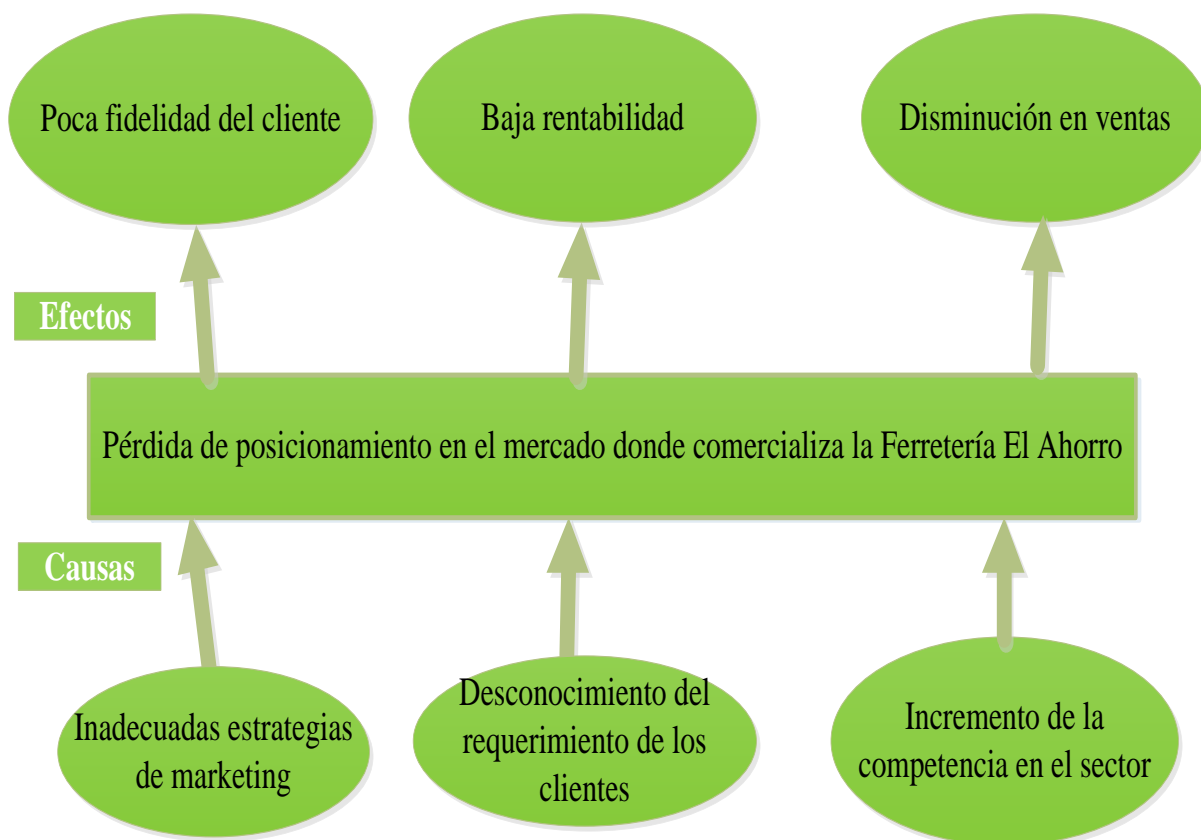 Poca fidelidad del cliente
Baja rentabilidad
Disminución en ventas
Efectos
Pérdida de posicionamiento en el mercado donde comercializa la Ferretería El Ahorro
Causas
Inadecuadas estrategias
de marketing
Desconocimiento del
requerimiento de los
clientes
Incremento de la
competencia en el sector